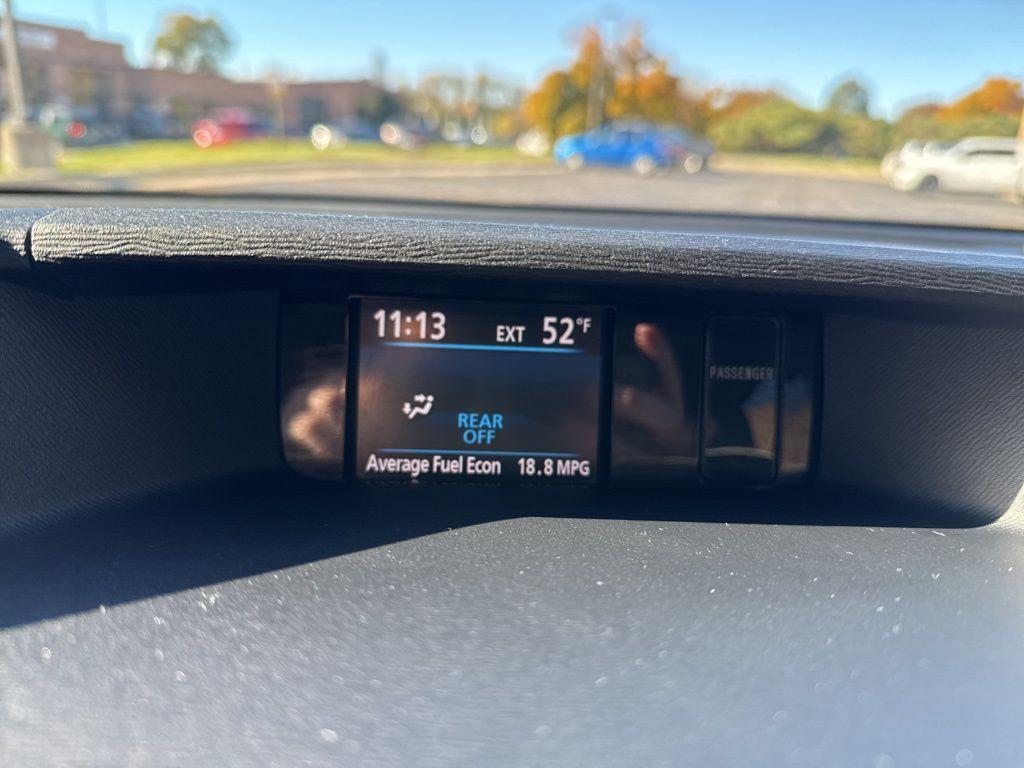 11:13 EXT 52°F
REAR
OFF
Average Fuel Econ 18.8 MPG
PASSENGER